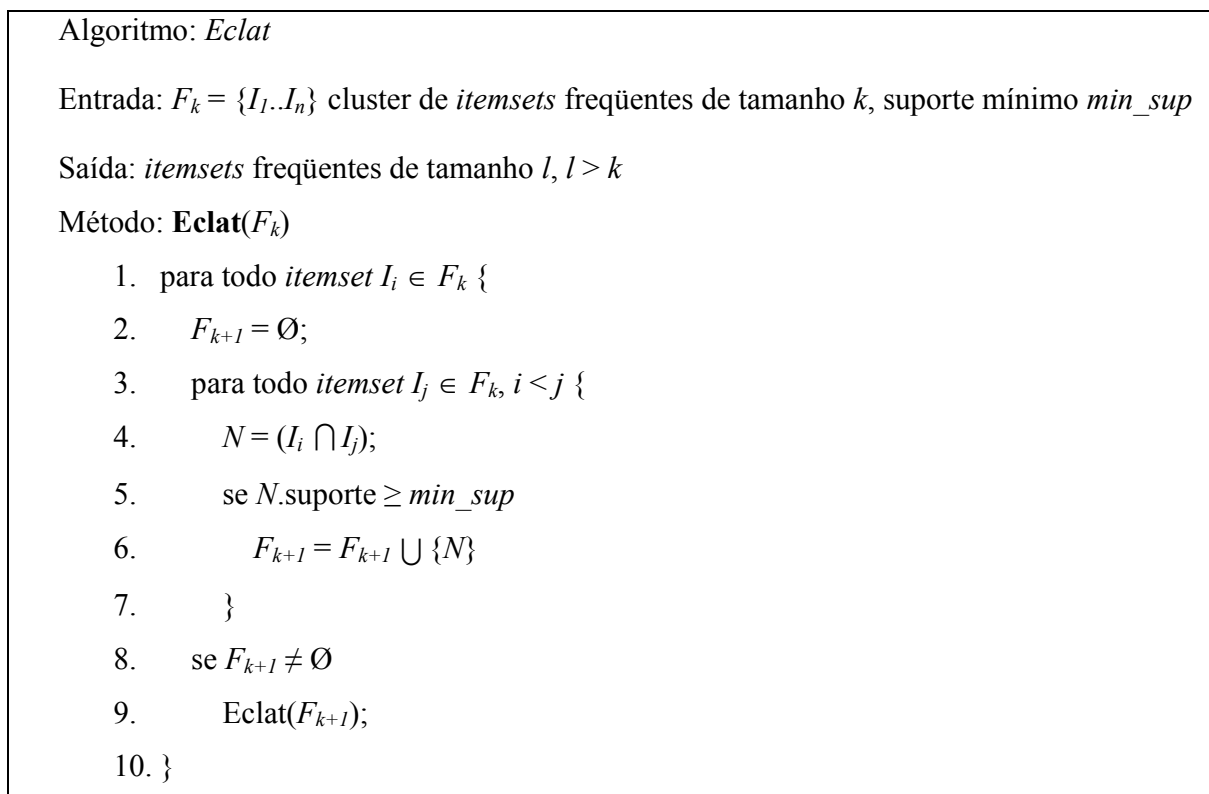 Algoritmo: Eclat
Entrada: Fk = {I1..In} cluster de itemsets freqüentes de tamanho k, suporte mínimo min_sup
Saída: itemsets freqüentes de tamanho l, l > k
Método: Eclat(Fk)
1. para todo itemset Ii ∈ Fk {
2. Fk+1 = Ø;
3. para todo itemset Ij ∈ Fk, i < j {
4. N = (Ii ⋂ Ij);
5. se N.suporte ≥ min_sup
6. Fk+1 = Fk+1 ⋃ {N}
7. }
8. se Fk+1 ≠ Ø
9. Eclat(Fk+1);
10. }